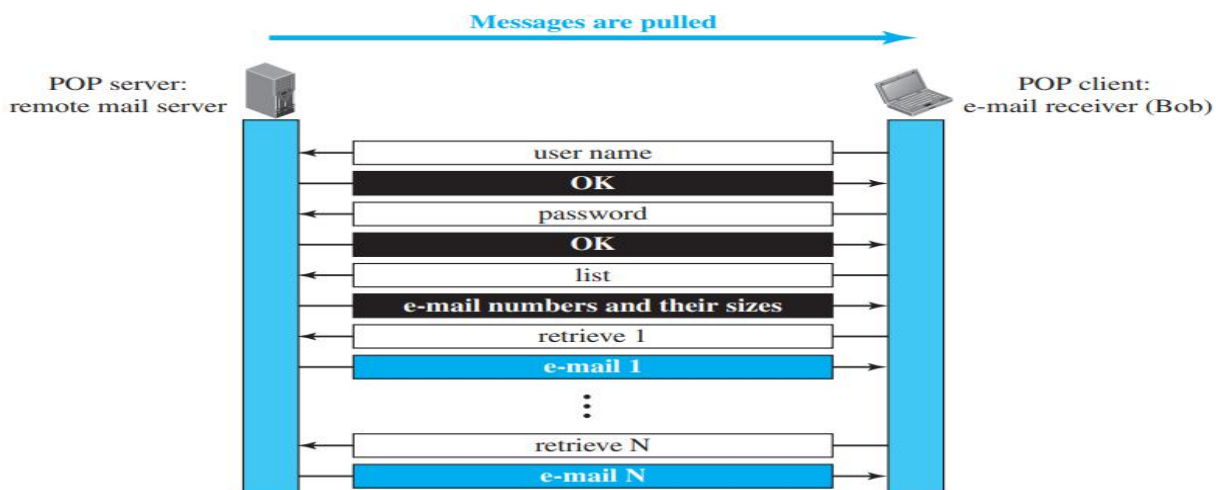 Messages are pulled
POP server:
remote mail server
POP client:
e-mail receiver (Bob)
user name
OK
password
OK
list
e-mail numbers and their sizes
retrieve 1
e-mail 1
retrieve N
e-mail N